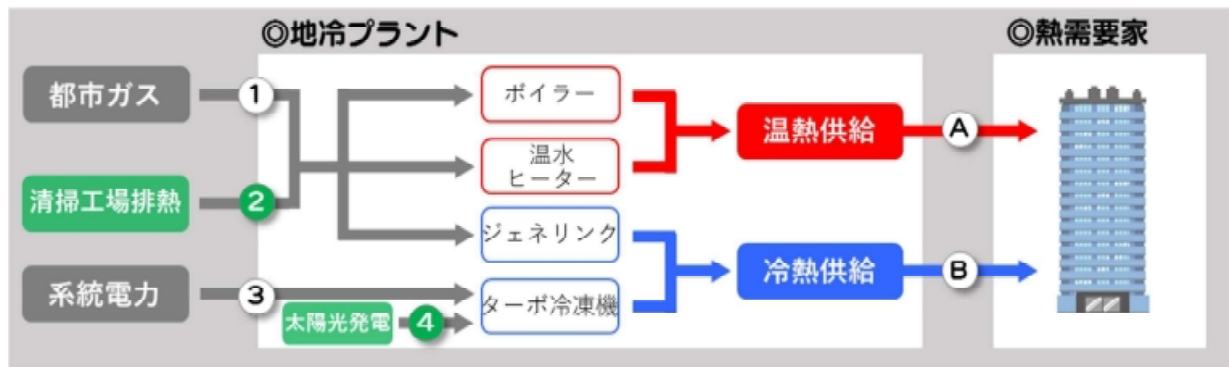 ◎地冷プラント
◎熱需要家
都市ガス
1
ボイラー
温熱供給
A
温水
ヒーター
清掃工場排熱
2
ジェネリンク
冷熱供給
B
系統電力
3
ターボ冷凍機
太陽光発電
4